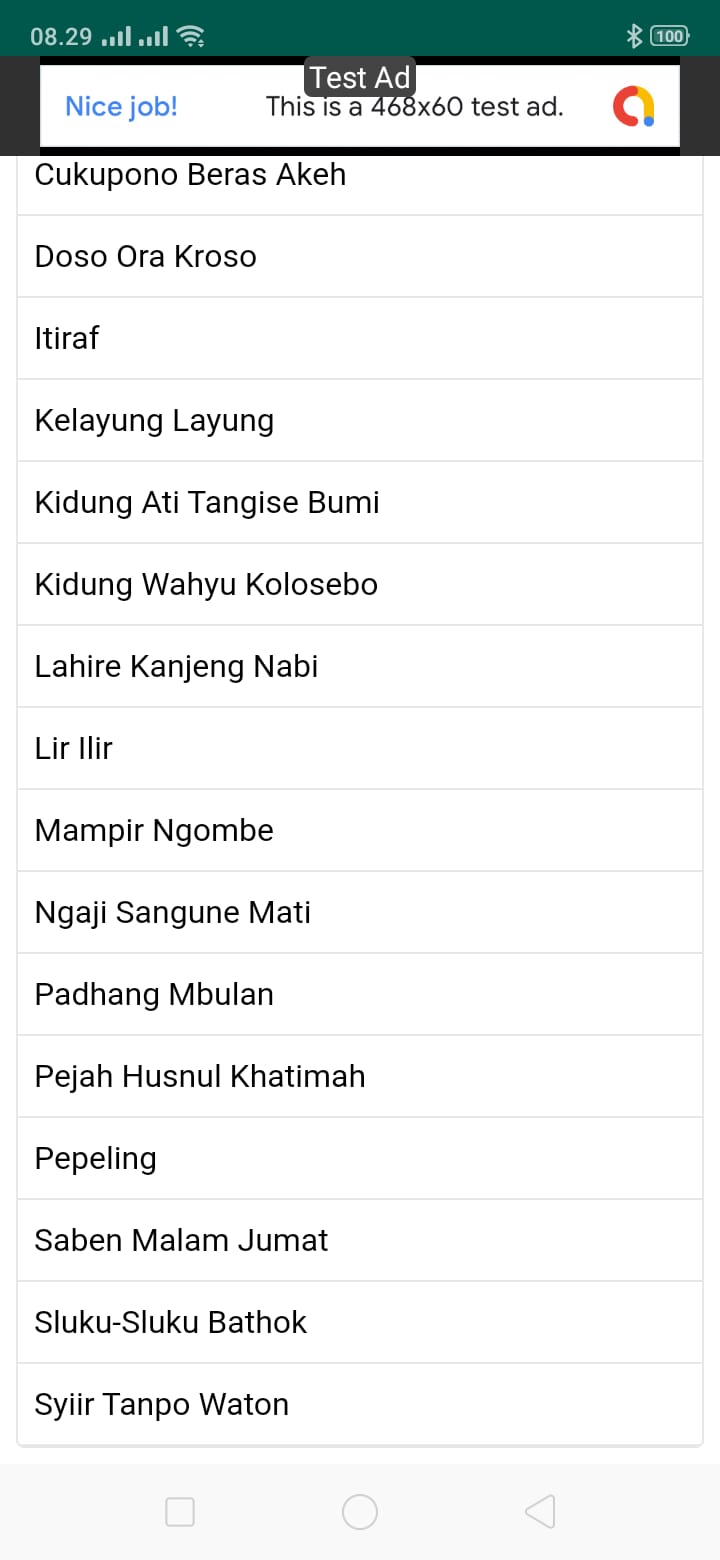 08.29
100
Test Ad
Nice job! This is a 468x60 test ad.
Cukupono Beras Akeh
Doso Ora Kroso
Itiraf
Kelayung Layung
Kidung Ati Tangise Bumi
Kidung Wahyu Kolosebo
Lahire Kanjeng Nabi
Lir Ilir
Mampir Ngombe
Ngaji Sangune Mati
Padhang Mbulan
Pejah Husnul Khatimah
Pepeling
Saben Malam Jumat
Sluku-Sluku Bathok
Syiir Tanpo Waton